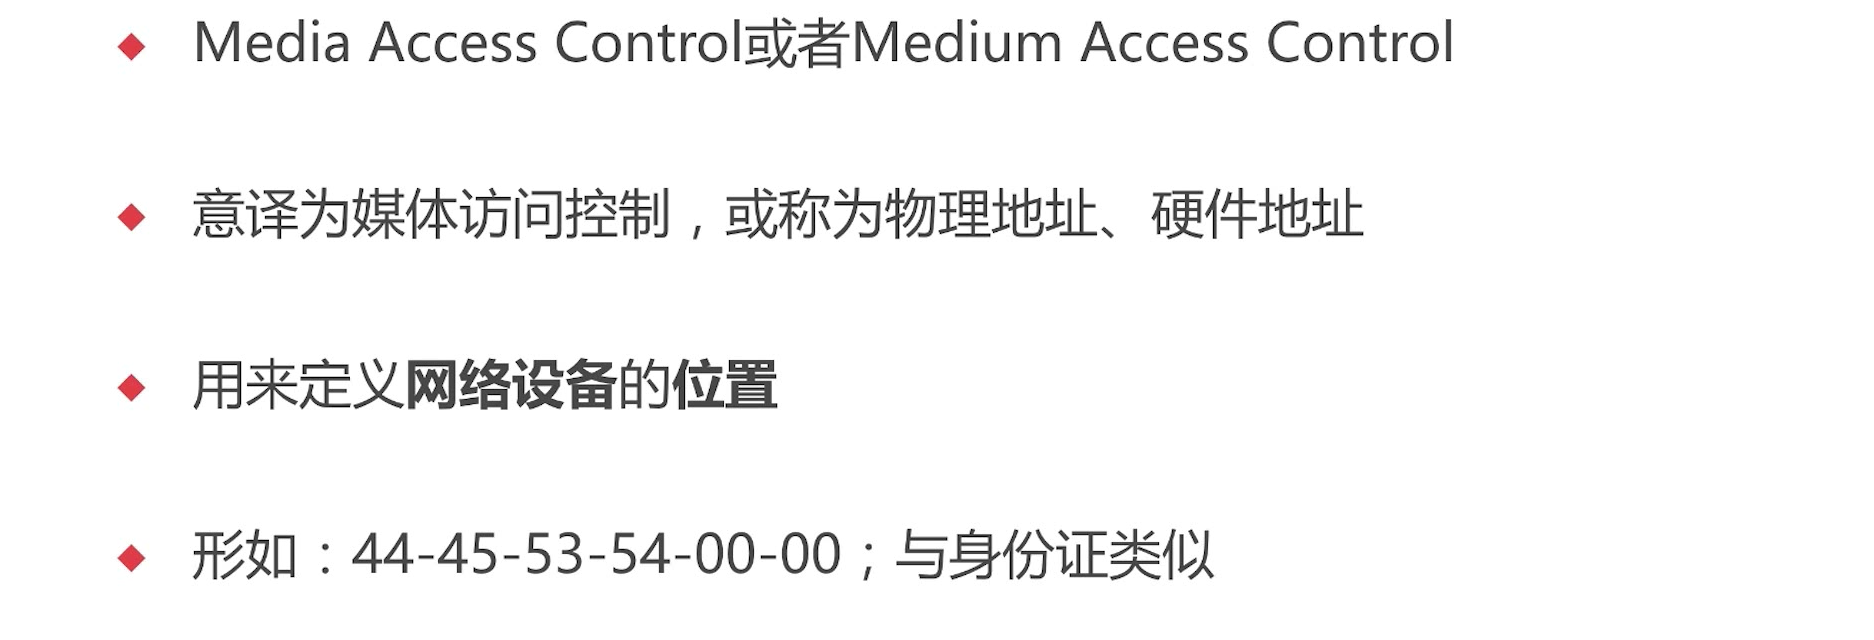 Media Access Control或者Medium Access Control
意译为媒体访问控制，或称为物理地址、硬件地址
用来定义网络设备的位置
形如：44-45-53-54-00-00；与身份证类似